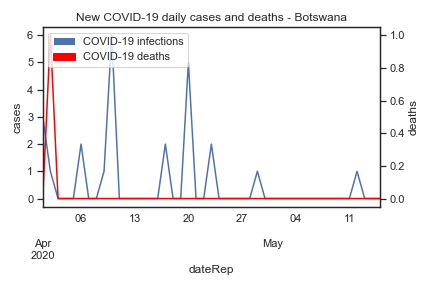 New COVID-19 daily cases and deaths - Botswana
COVID-19 infections
COVID-19 deaths
6
5
4
3
2
1
0
cases
1.0
0.8
0.6
0.4
0.2
0.0
deaths
06 13 20 27 04 11
Apr May
2020
dateRep